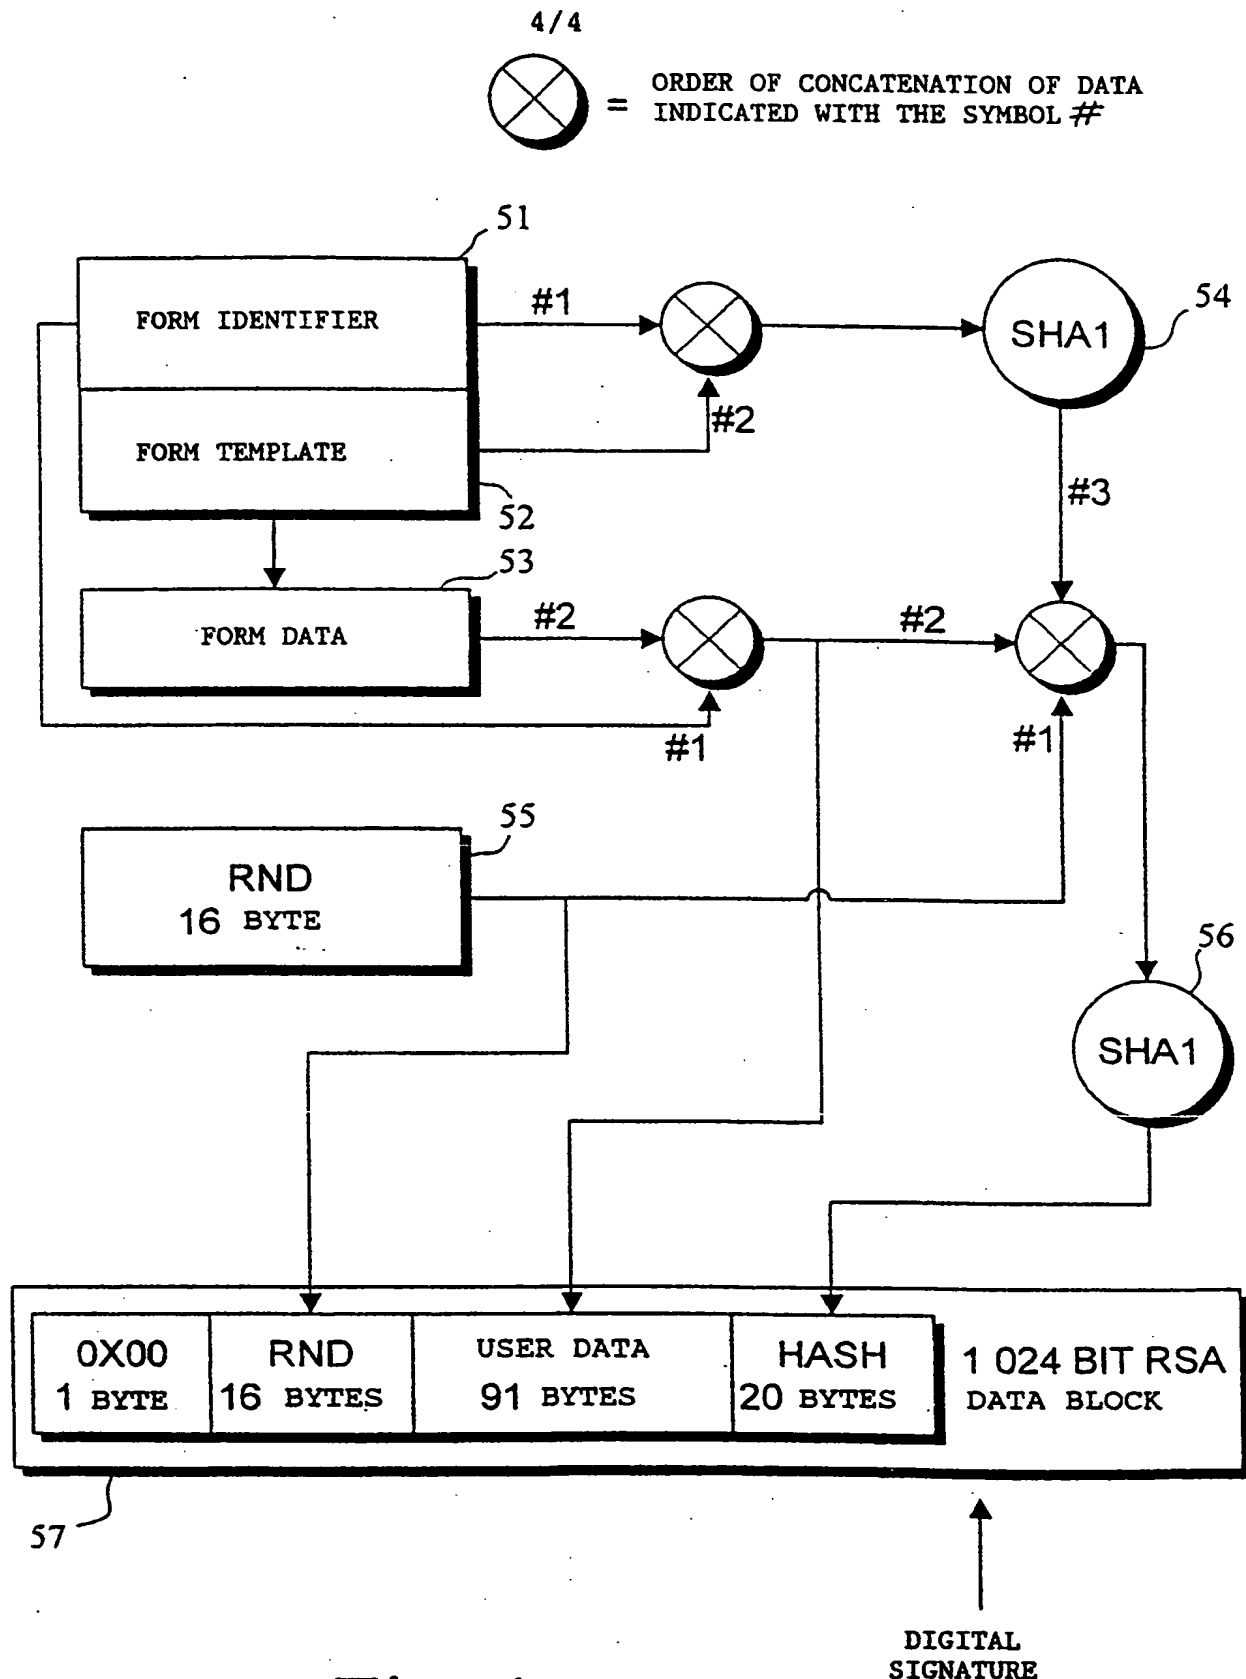 4/4
= ORDER OF CONCATENATION OF DATA
INDICATED WITH THE SYMBOL #
51
FORM IDENTIFIER
#1
SHA1
54
#2
FORM TEMPLATE
52
#3
53
FORM DATA
#2
#2
#1
#1
55
RND
16 BYTE
56
SHA1
0X00
1 BYTE
RND
16 BYTES
USER DATA
91 BYTES
HASH
20 BYTES
1 024 BIT RSA
DATA BLOCK
57
DIGITAL
SIGNATURE